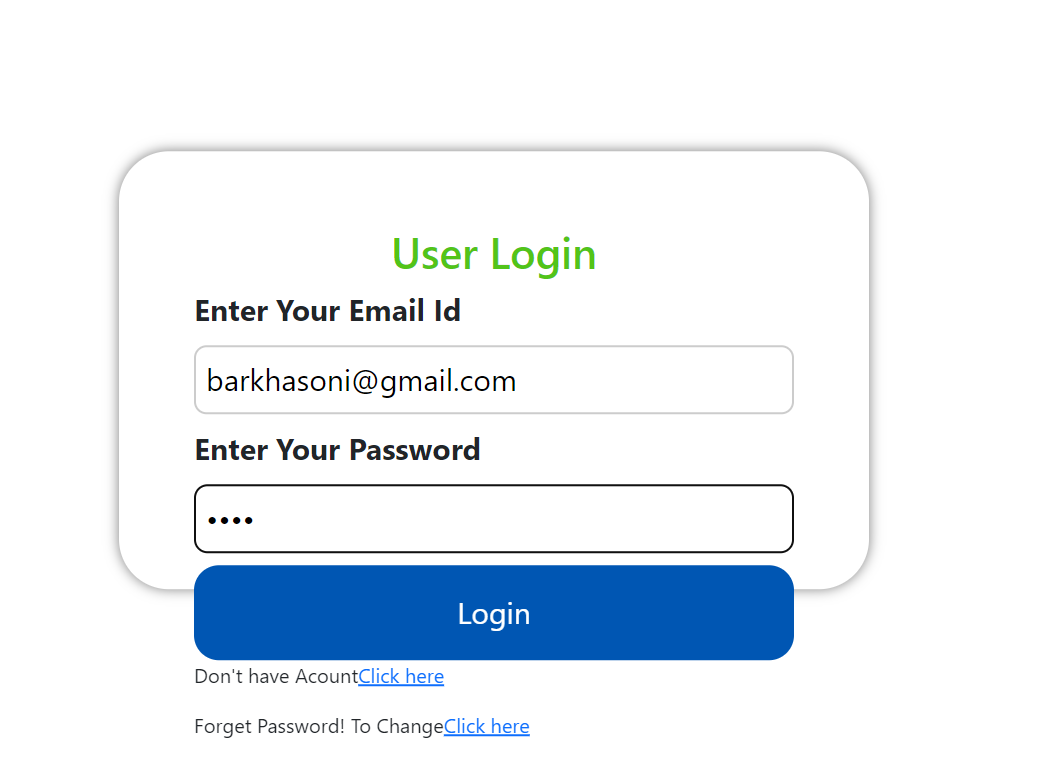 User Login
Enter Your Email Id
barkhasoni@gmail.com
Enter Your Password
••••
Login
Don't have AcountClick here
Forget Password! To ChangeClick here